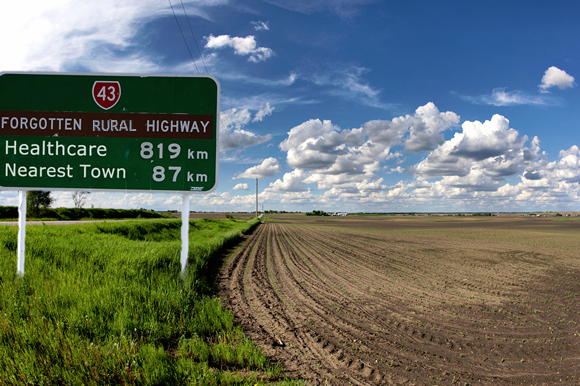 43
FORGOTTEN RURAL HIGHWAY
Healthcare 819 km
Nearest Town 87 km